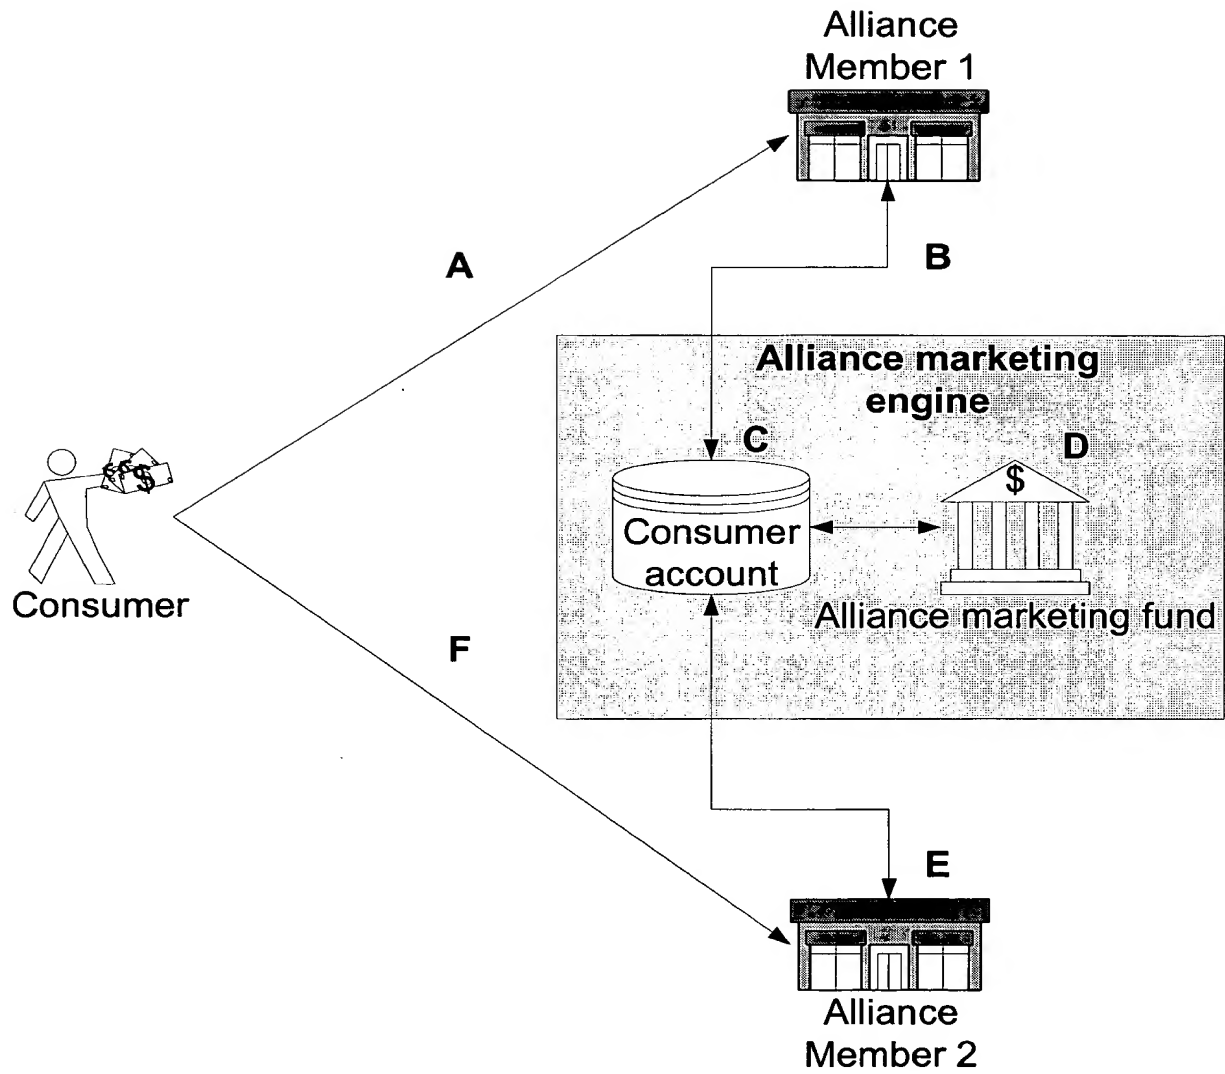 Alliance
Member 1
A
B
Alliance marketing
engine
C
D
$
Consumer
account
$
Consumer
Alliance marketing fund
F
E
Alliance
Member 2